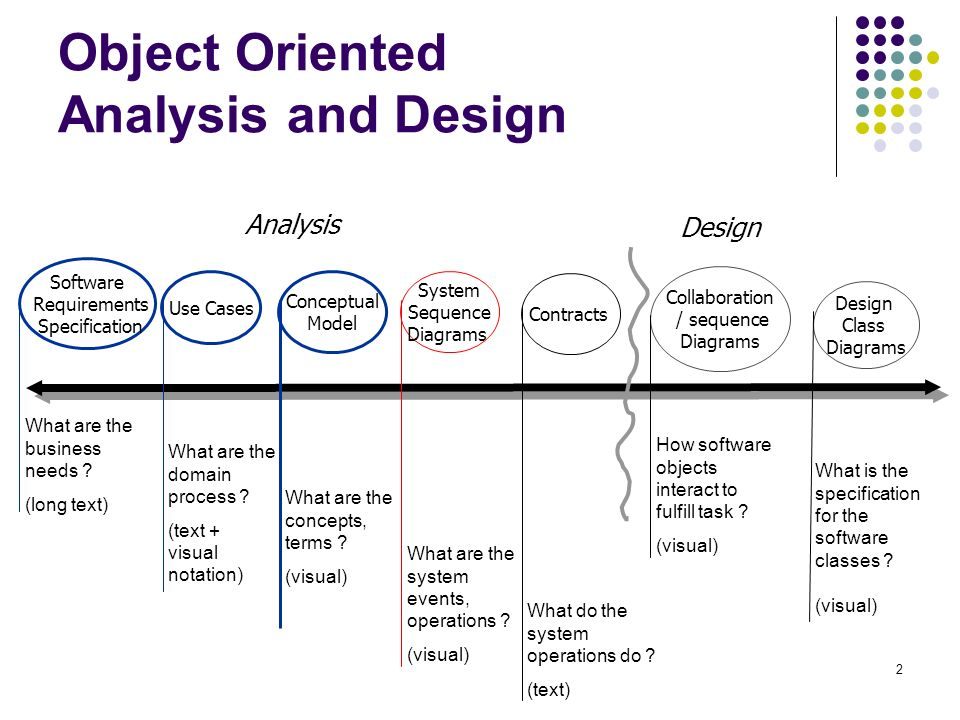 Object Oriented
Analysis and Design
Analysis
Design
Software
Requirements
Specification
Use Cases
Conceptual
Model
System
Sequence
Diagrams
Contracts
Collaboration
/ sequence
Diagrams
Design
Class
Diagrams
What are the
business
needs ?
(long text)
What are the
domain
process ?
(text +
visual
notation)
What are the
concepts,
terms ?
(visual)
What are the
system
events,
operations ?
(visual)
What do the
system
operations do ?
(text)
How software
objects
interact to
fulfill task ?
(visual)
What is the
specification
for the
software
classes ?
(visual)
2